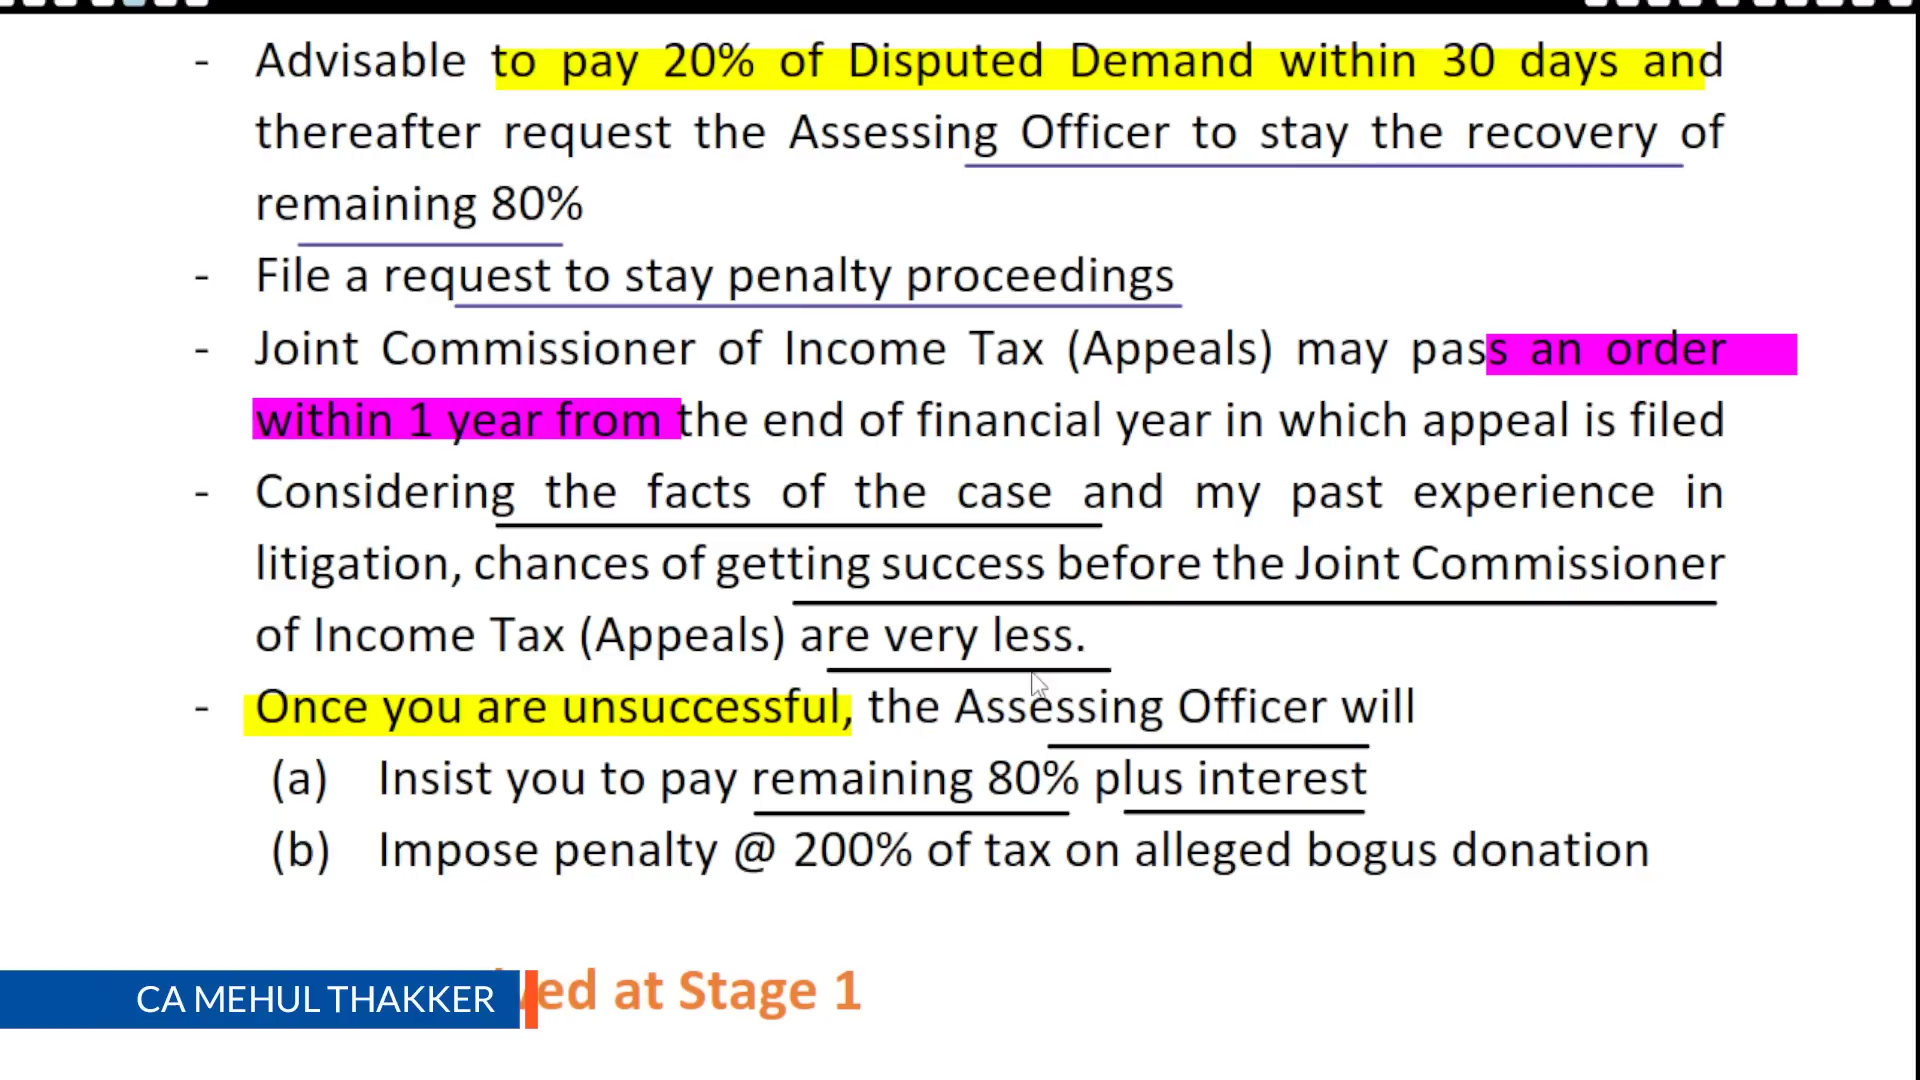 - Advisable to pay 20% of Disputed Demand within 30 days and
thereafter request the Assessing Officer to stay the recovery of
remaining 80%
- File a request to stay penalty proceedings
- Joint Commissioner of Income Tax (Appeals) may pass an order
within 1 year from the end of financial year in which appeal is filed
- Considering the facts of the case and my past experience in
litigation, chances of getting success before the Joint Commissioner
of Income Tax (Appeals) are very less.
- Once you are unsuccessful, the Assessing Officer will
(a) Insist you to pay remaining 80% plus interest
(b) Impose penalty @ 200% of tax on alleged bogus donation
at Stage 1
CA MEHUL THAKKER